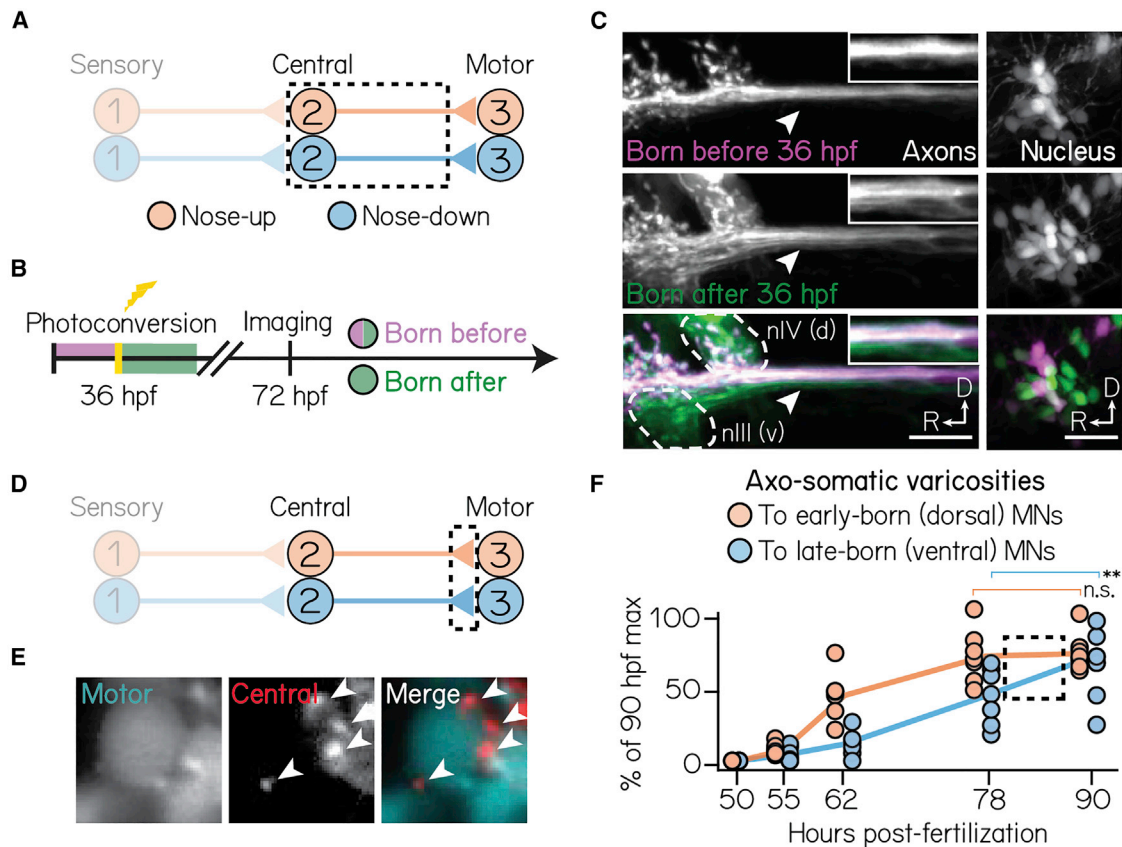 A
Sensory
Central
Motor
1
2
3
1
2
3
Nose-up
Nose-down
B
Photoconversion
Imaging
Born before
Born after
36 hpf
72 hpf
C
Born before 36 hpf
Axons
Nucleus
Born after 36 hpf
nIV (d)
nIII (v)
D
R
D
R
D
Sensory
Central
Motor
1
2
3
1
2
3
E
Motor
Central
Merge
F
Axo-somatic varicosities
To early-born (dorsal) MNs
To late-born (ventral) MNs
**
n.s.
% of 90 hpf max
100
50
0
50
55
62
78
90
Hours post-fertilization